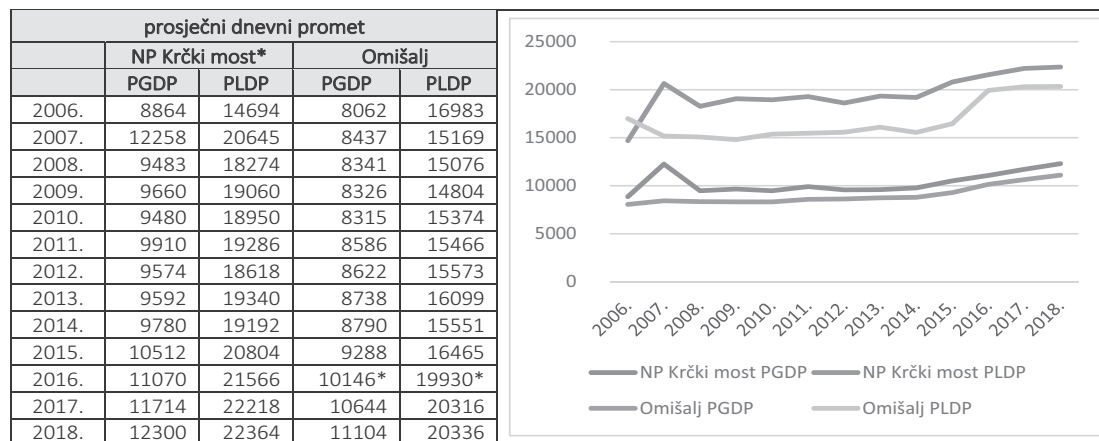 prosječni dnevni promet
NP Krčki most* Omišalj
PGDP PLDP PGDP PLDP
2006. 8864 14694 8062 16983
2007. 12258 20645 8437 15169
2008. 9483 18274 8341 15076
2009. 9660 19060 8326 14804
2010. 9480 18950 8315 15374
2011. 9910 19286 8586 15466
2012. 9574 18618 8622 15573
2013. 9592 19340 8738 16099
2014. 9780 19192 8790 15551
2015. 10512 20804 9288 16465
2016. 11070 21566 10146* 19930*
2017. 11714 22218 10644 20316
2018. 12300 22364 11104 20336
25000
20000
15000
10000
5000
0
2006. 2007. 2008. 2009. 2010. 2011. 2012. 2013. 2014. 2015. 2016. 2017. 2018.
NP Krčki most PGDP NP Krčki most PLDP
Omišalj PGDP Omišalj PLDP